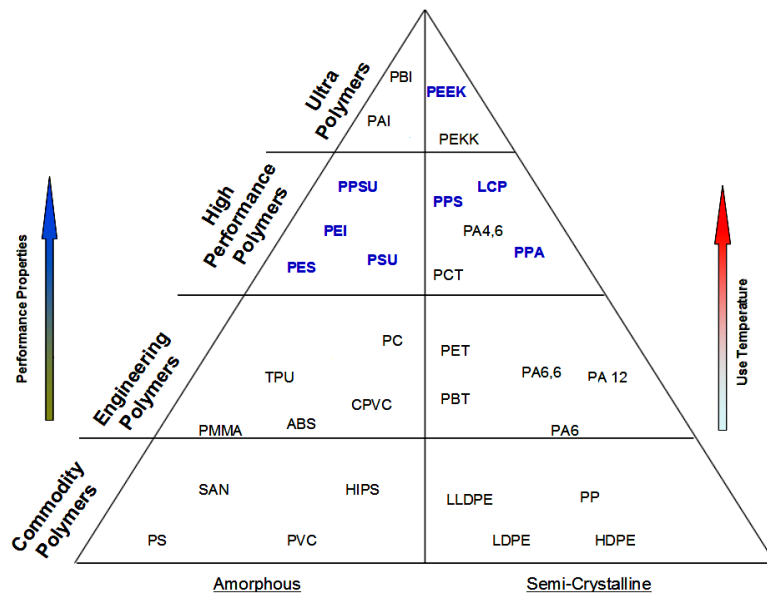 Ultra
Polymers
PBI
PEEK
PAI
PEKK
High
Performance
Polymers
PPSU
LCP
PPS
PEI
PA4,6
PPA
PES
PSU
PCT
Performance Properties
Use Temperature
Engineering
Polymers
PC
PET
TPU
PA6,6
PA 12
CPVC
PBT
PMMA
ABS
PA6
Commodity
Polymers
SAN
HIPS
LLDPE
PP
PS
PVC
LDPE
HDPE
Amorphous
Semi-Crystalline